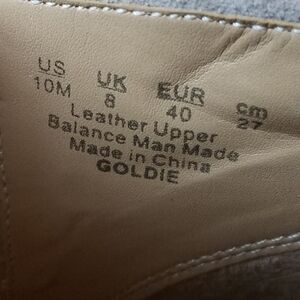 US UK EUR cm
10M 8 40 27
Leather Upper
Balance Man Made
Made in China
GOLDIE